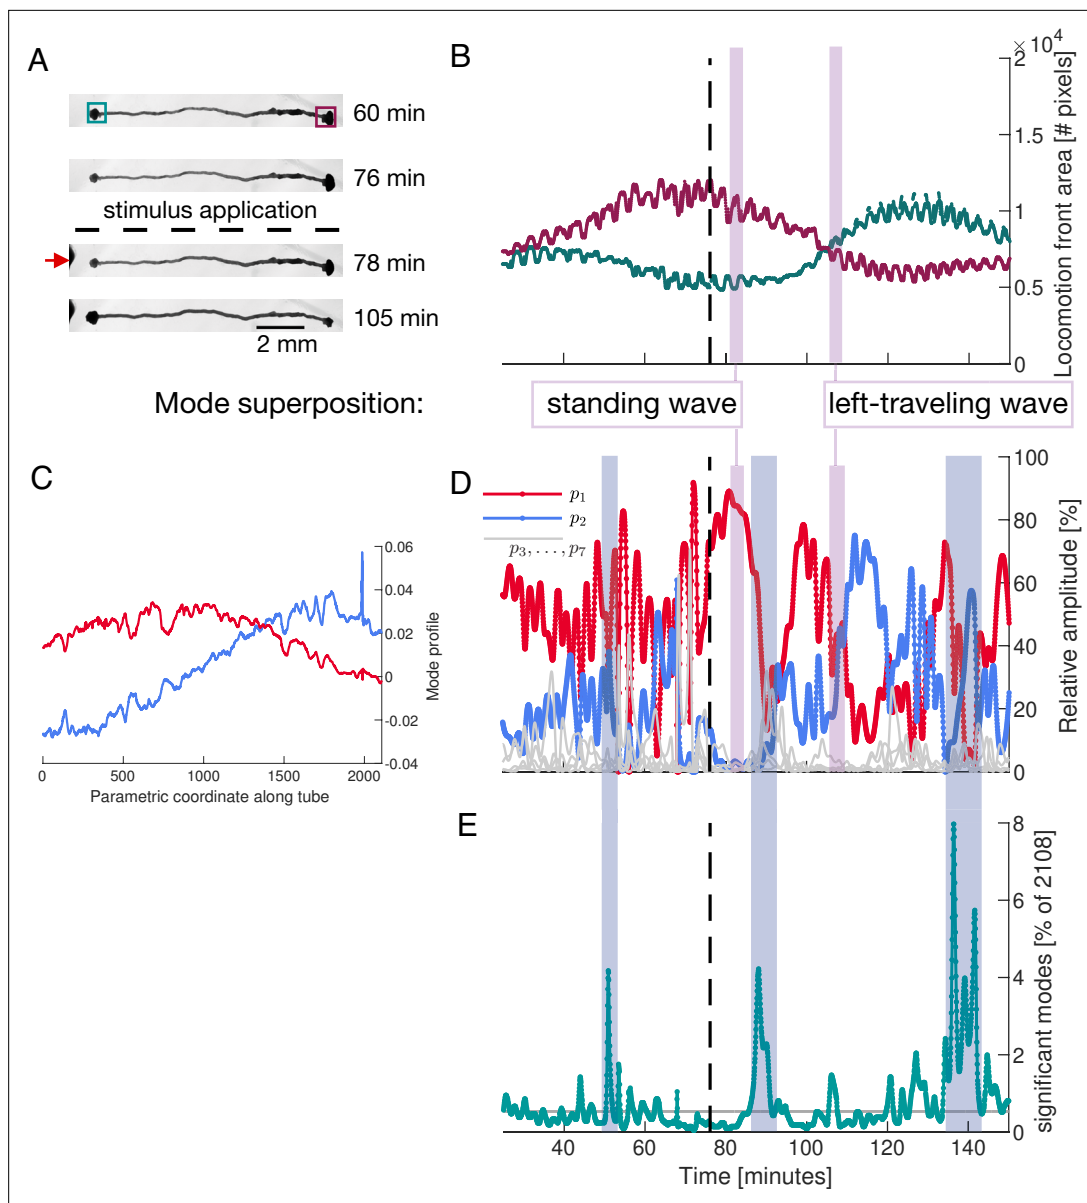 A
60 min
76 min
stimulus application
78 min
105 min
2 mm
B
× 10⁴
2
1.5
1
0.5
0
Locomotion front area [# pixels]
Mode superposition:
standing wave
left-traveling wave
C
0.06
0.04
0.02
0
-0.02
-0.04
Mode profile
0
500
1000
1500
2000
Parametric coordinate along tube
D
p₁
p₂
p₃, . . . , p₇
100
80
60
40
20
0
Relative amplitude [%]
E
8
6
4
2
0
significant modes [% of 2108]
40
60
80
100
120
140
Time [minutes]